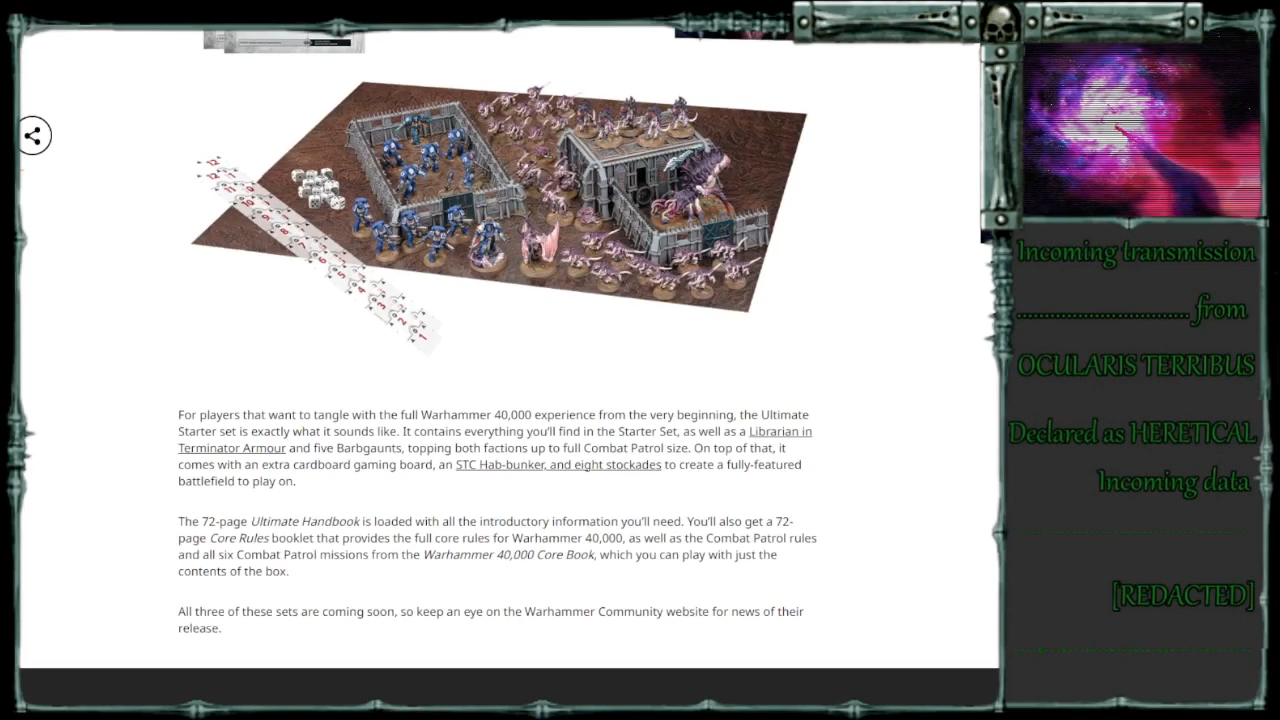 For players that want to tangle with the full Warhammer 40,000 experience from the very beginning, the Ultimate
Starter set is exactly what it sounds like. It contains everything you'll find in the Starter Set, as well as a Librarian in
Terminator Armour and five Barbgaunts, topping both factions up to full Combat Patrol size. On top of that, it
comes with an extra cardboard gaming board, an STC Hab-bunker, and eight stockades to create a fully-featured
battlefield to play on.
The 72-page Ultimate Handbook is loaded with all the introductory information you'll need. You'll also get a 72-
page Core Rules booklet that provides the full core rules for Warhammer 40,000, as well as the Combat Patrol rules
and all six Combat Patrol missions from the Warhammer 40,000 Core Book, which you can play with just the
contents of the box.
All three of these sets are coming soon, so keep an eye on the Warhammer Community website for news of their
release.
Incoming transmission
................................ from
OCULARIS TERRIBUS
Declared as HERETICAL
Incoming data
[REDACTED]